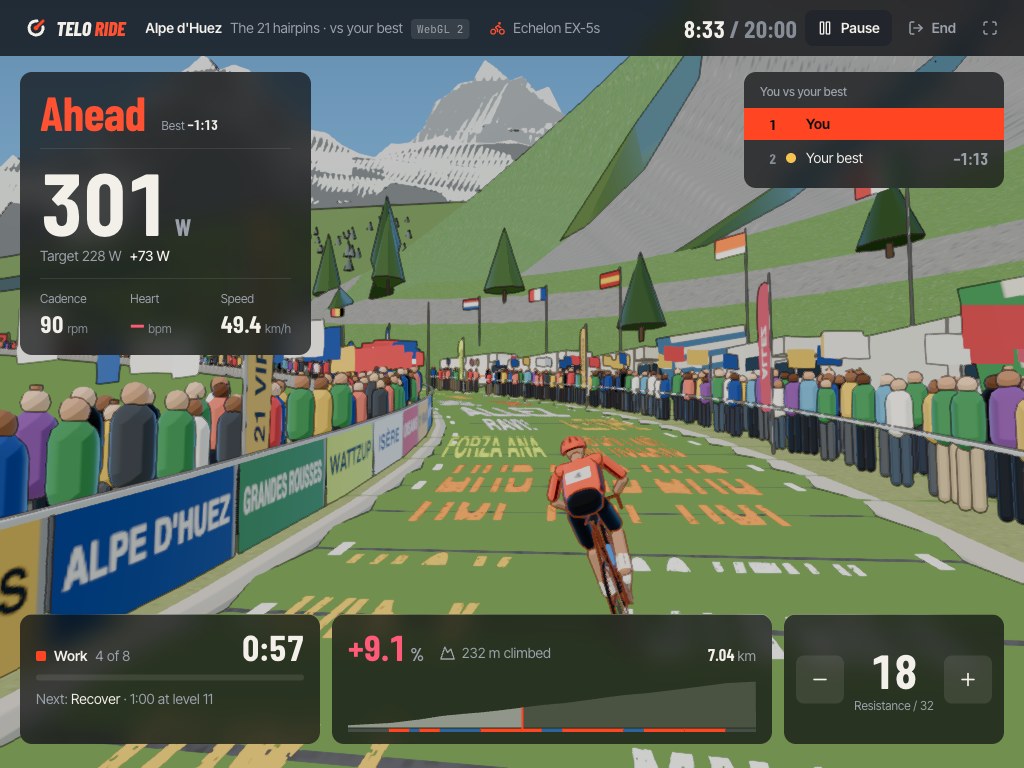 TELO RIDE
Alpe d'Huez The 21 hairpins · vs your best WebGL 2
Echelon EX-5s
8:33 / 20:00
Pause
End
Ahead
Best −1:13
301 W
Target 228 W +73 W
Cadence
Heart
Speed
90 rpm
— bpm
49.4 km/h
You vs your best
1 You
2 Your best −1:13
VITES
21 VIR
ALLEZ
FORZA ANA
S
ALPE D'HUEZ
GRANDES ROUSSES
WATTZUP
ISÈRE
Work 4 of 8
0:57
Next: Recover · 1:00 at level 11
+9.1 %
232 m climbed
7.04 km
−
18
+
Resistance / 32